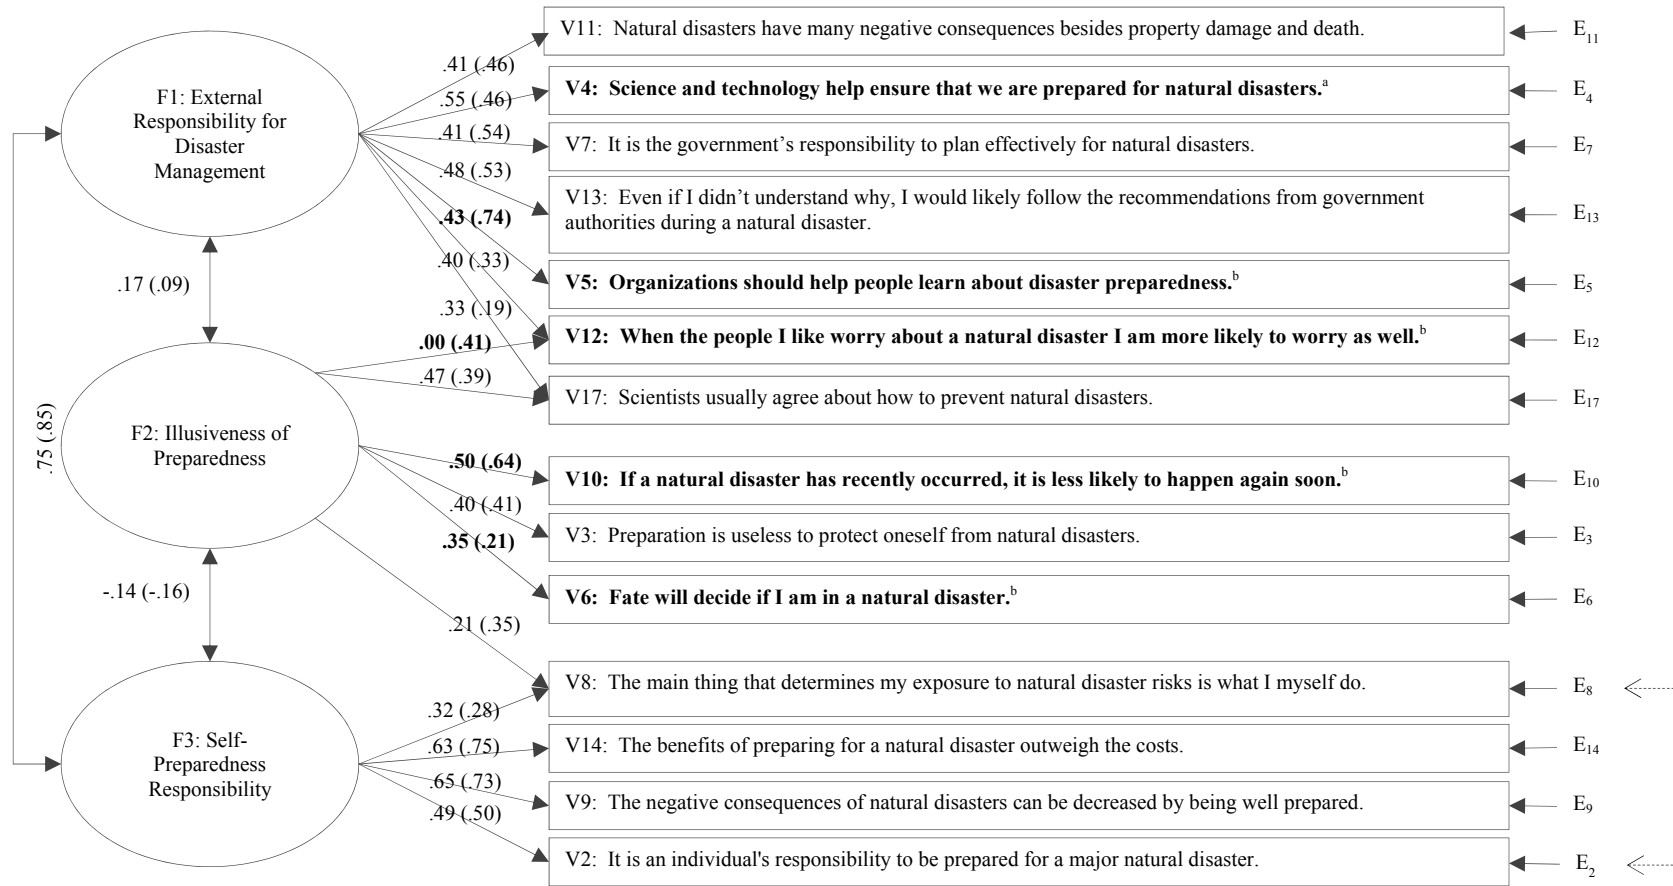 F1: External
Responsibility for
Disaster
Management
F2: Illusiveness of
Preparedness
F3: Self-
Preparedness
Responsibility
.17 (.09)
.75 (.85)
-.14 (-.16)
.41 (.46)
.55 (.46)
.41 (.54)
.48 (.53)
.43 (.74)
.40 (.33)
.33 (.19)
.00 (.41)
.47 (.39)
.50 (.64)
.40 (.41)
.35 (.21)
.21 (.35)
.32 (.28)
.63 (.75)
.65 (.73)
.49 (.50)
V11: Natural disasters have many negative consequences besides property damage and death.
E11
V4: Science and technology help ensure that we are prepared for natural disasters.a
E4
V7: It is the government’s responsibility to plan effectively for natural disasters.
E7
V13: Even if I didn’t understand why, I would likely follow the recommendations from government
authorities during a natural disaster.
E13
V5: Organizations should help people learn about disaster preparedness.b
E5
V12: When the people I like worry about a natural disaster I am more likely to worry as well.b
E12
V17: Scientists usually agree about how to prevent natural disasters.
E17
V10: If a natural disaster has recently occurred, it is less likely to happen again soon.b
E10
V3: Preparation is useless to protect oneself from natural disasters.
E3
V6: Fate will decide if I am in a natural disaster.b
E6
V8: The main thing that determines my exposure to natural disaster risks is what I myself do.
E8
V14: The benefits of preparing for a natural disaster outweigh the costs.
E14
V9: The negative consequences of natural disasters can be decreased by being well prepared.
E9
V2: It is an individual's responsibility to be prepared for a major natural disaster.
E2